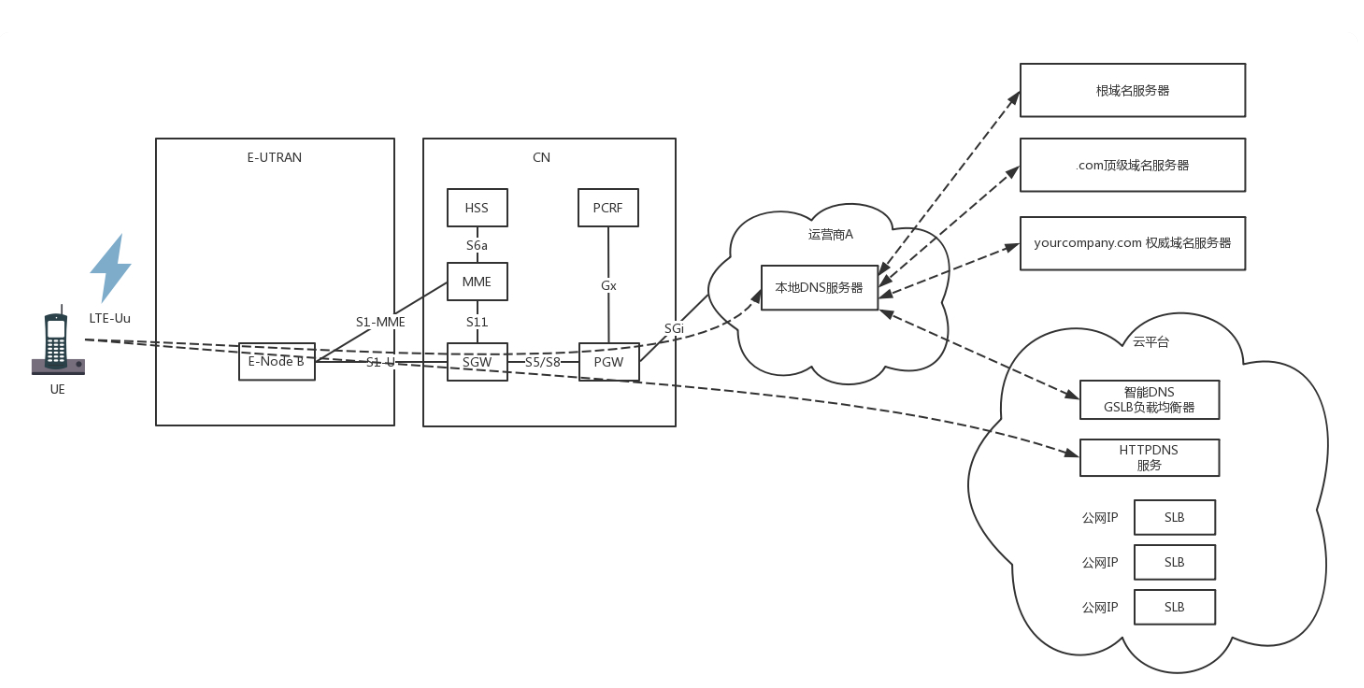 根域名服务器
.com顶级域名服务器
yourcompany.com 权威域名服务器
E-UTRAN
CN
HSS
PCRF
S6a
MME
Gx
S11
S1-MME
LTE-Uu
UE
E-Node B
S1-U
SGW
S5/S8
PGW
SGi
运营商A
本地DNS服务器
云平台
智能DNS
GSLB负载均衡器
HTTPDNS
服务
公网IP SLB
公网IP SLB
公网IP SLB